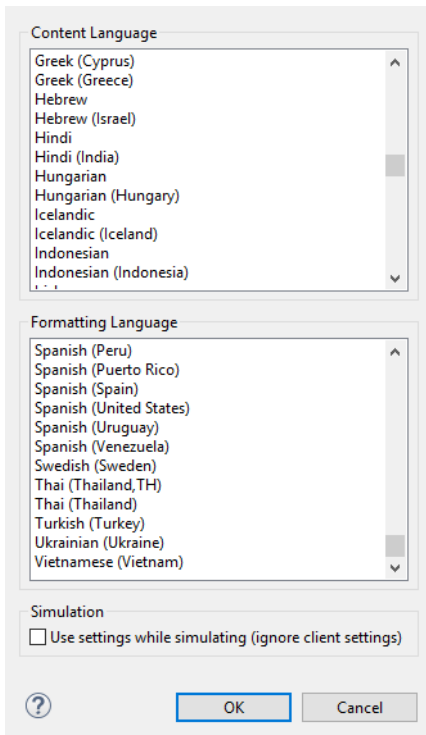 Content Language
Greek (Cyprus)
Greek (Greece)
Hebrew
Hebrew (Israel)
Hindi
Hindi (India)
Hungarian
Hungarian (Hungary)
Icelandic
Icelandic (Iceland)
Indonesian
Indonesian (Indonesia)
Formatting Language
Spanish (Peru)
Spanish (Puerto Rico)
Spanish (Spain)
Spanish (United States)
Spanish (Uruguay)
Spanish (Venezuela)
Swedish (Sweden)
Thai (Thailand,TH)
Thai (Thailand)
Turkish (Turkey)
Ukrainian (Ukraine)
Vietnamese (Vietnam)
Simulation
Use settings while simulating (ignore client settings)
? OK Cancel